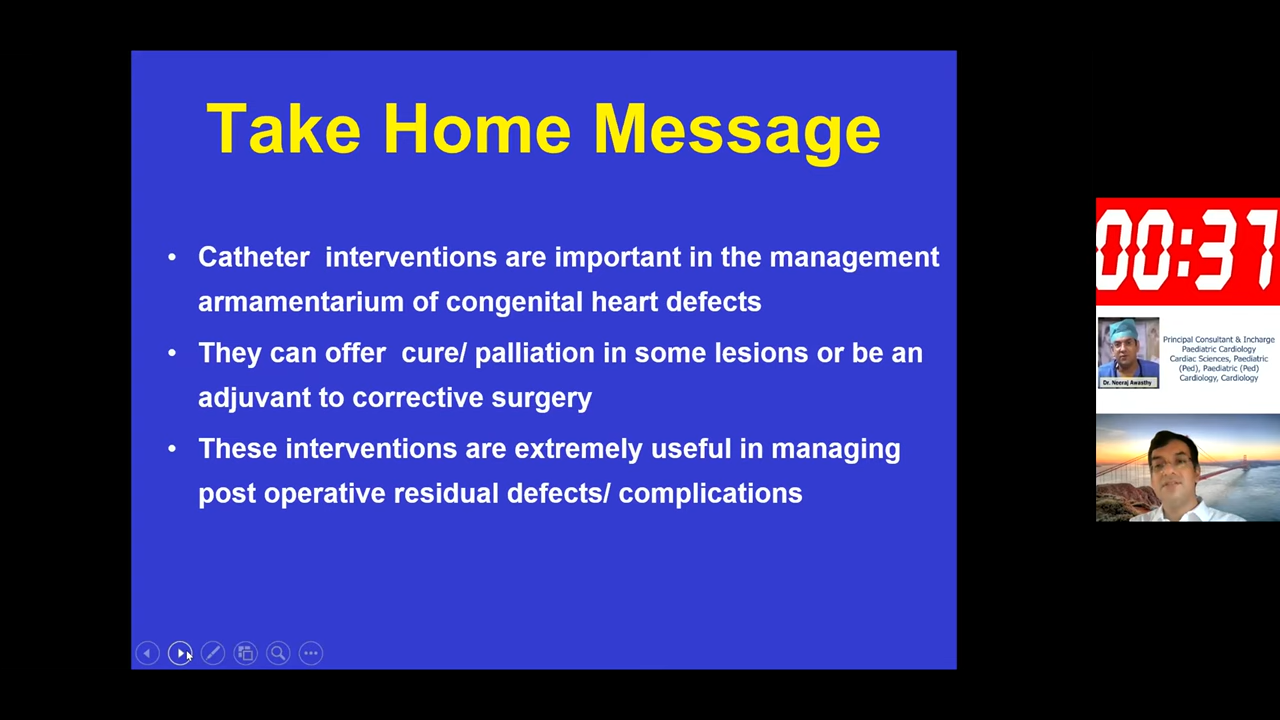 Take Home Message
• Catheter  interventions are important in the management
armamentarium of congenital heart defects
• They can offer  cure/ palliation in some lesions or be an
adjuvant to corrective surgery
• These interventions are extremely useful in managing
post operative residual defects/ complications
00:37
Principal Consultant & Incharge
Paediatric Cardiology
Cardiac Sciences, Paediatric
(Ped), Paediatric (Ped)
Cardiology, Cardiology
Dr. Neeraj Awasthy